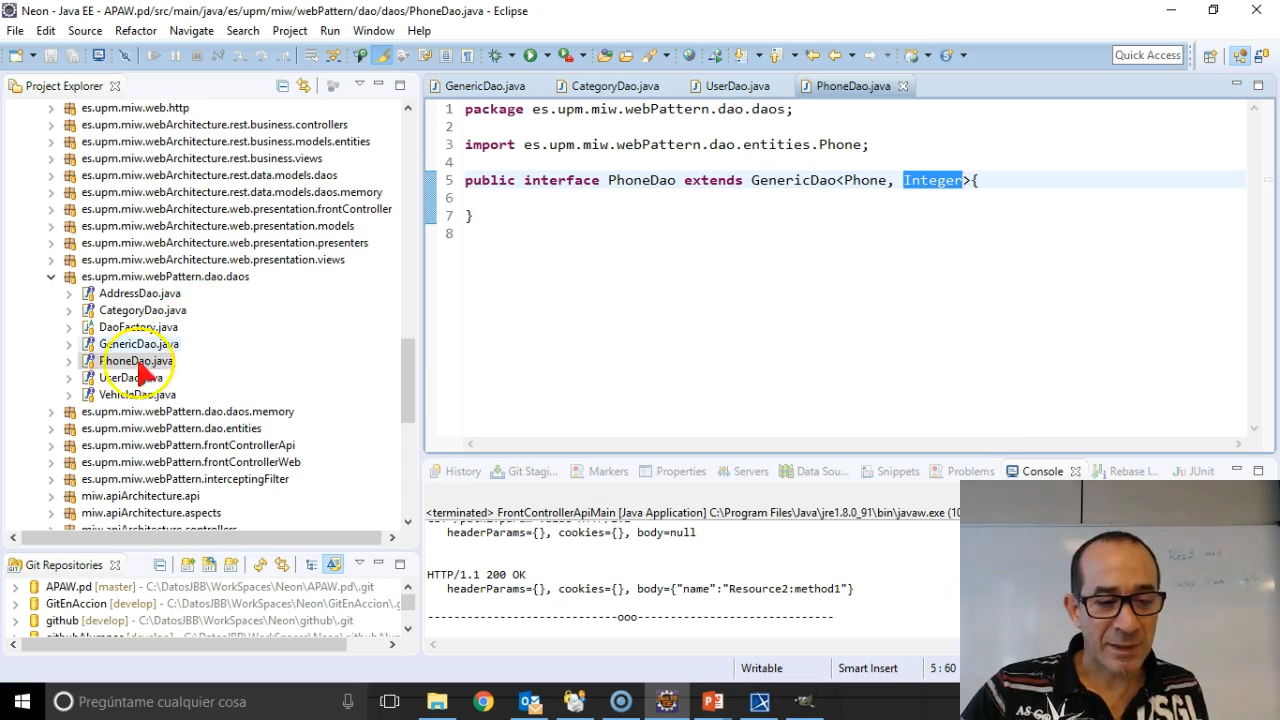 Neon - Java EE - APAW.pd/src/main/java/es/upm/miw/webPattern/dao/daos/PhoneDao.java - Eclipse
File Edit Source Refactor Navigate Search Project Run Window Help
Quick Access
Project Explorer
es.upm.miw.web.http
es.upm.miw.webArchitecture.rest.business.controllers
es.upm.miw.webArchitecture.rest.business.models.entities
es.upm.miw.webArchitecture.rest.business.views
es.upm.miw.webArchitecture.rest.data.models.daos
es.upm.miw.webArchitecture.rest.data.models.daos.memory
es.upm.miw.webArchitecture.web.presentation.frontController
es.upm.miw.webArchitecture.web.presentation.models
es.upm.miw.webArchitecture.web.presentation.presenters
es.upm.miw.webArchitecture.web.presentation.views
es.upm.miw.webPattern.dao.daos
AddressDao.java
CategoryDao.java
DaoFactory.java
GenericDao.java
PhoneDao.java
UserDao.java
VehicleDao.java
es.upm.miw.webPattern.dao.daos.memory
es.upm.miw.webPattern.dao.entities
es.upm.miw.webPattern.frontControllerApi
es.upm.miw.webPattern.frontControllerWeb
es.upm.miw.webPattern.interceptingFilter
miw.apiArchitecture.api
miw.apiArchitecture.aspects
miw.apiArchitecture.controllers
GenericDao.java CategoryDao.java UserDao.java PhoneDao.java
1 package es.upm.miw.webPattern.dao.daos;
2
3 import es.upm.miw.webPattern.dao.entities.Phone;
4
5 public interface PhoneDao extends GenericDao<Phone, Integer>{
6
7 }
8
History Git Stagi... Markers Properties Servers Data Sou... Snippets Problems Console Rebase I... JUnit
<terminated> FrontControllerApiMain [Java Application] C:\Program Files\Java\jre1.8.0_91\bin\javaw.exe (10
headerParams={}, cookies={}, body=null
HTTP/1.1 200 OK
headerParams={}, cookies={}, body={"name":"Resource2:method1"}
-----------------------------ooo-----------------------------
Git Repositories
APAW.pd [master] - C:\DatosJBB\WorkSpaces\Neon\APAW.pd\.git
GitEnAccion [develop] - C:\DatosJBB\WorkSpaces\Neon\GitEnAccion\.g
github [develop] - C:\DatosJBB\WorkSpaces\Neon\github\.git
Writable Smart Insert 5 : 60
Pregúntame cualquier cosa